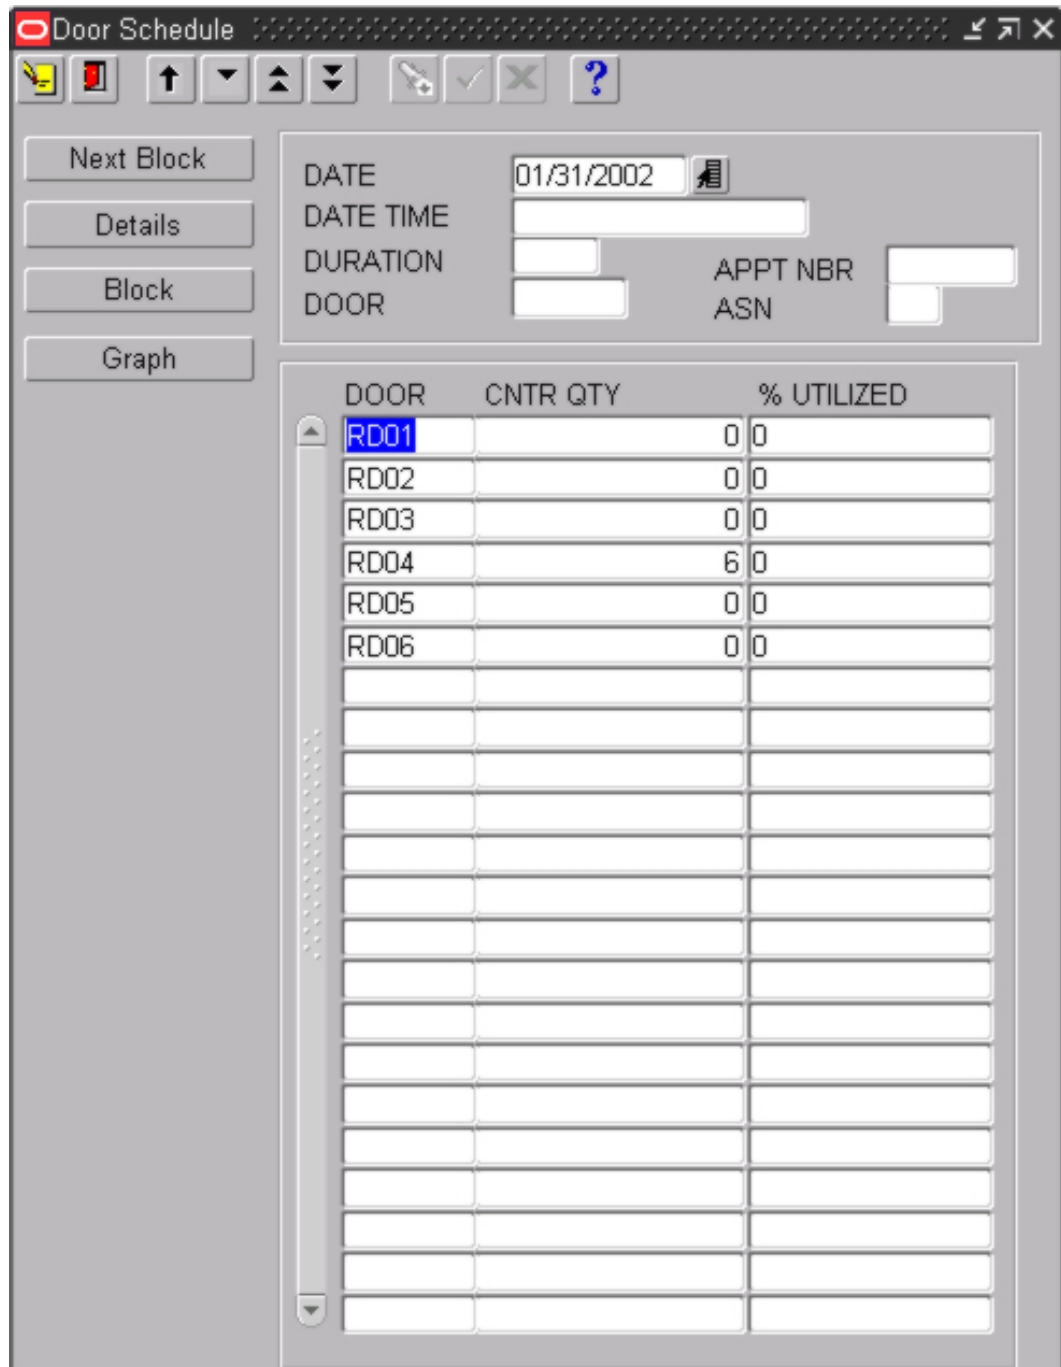 Door Schedule
Next Block
Details
Block
Graph
DATE 01/31/2002
DATE TIME
DURATION
APPT NBR
DOOR
ASN
DOOR CNTR QTY % UTILIZED
RD01 0 0
RD02 0 0
RD03 0 0
RD04 6 0
RD05 0 0
RD06 0 0